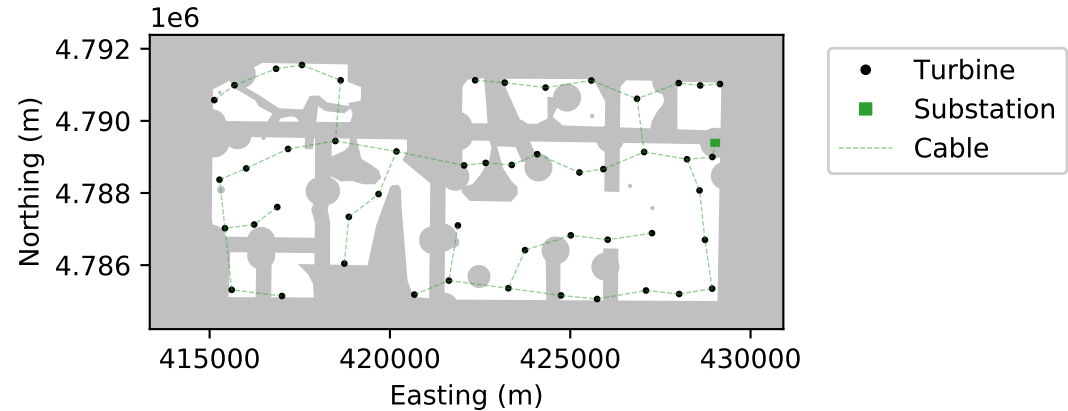 1e6
4.792
4.790
4.788
4.786
Northing (m)
415000 420000 425000 430000
Easting (m)
Turbine
Substation
Cable